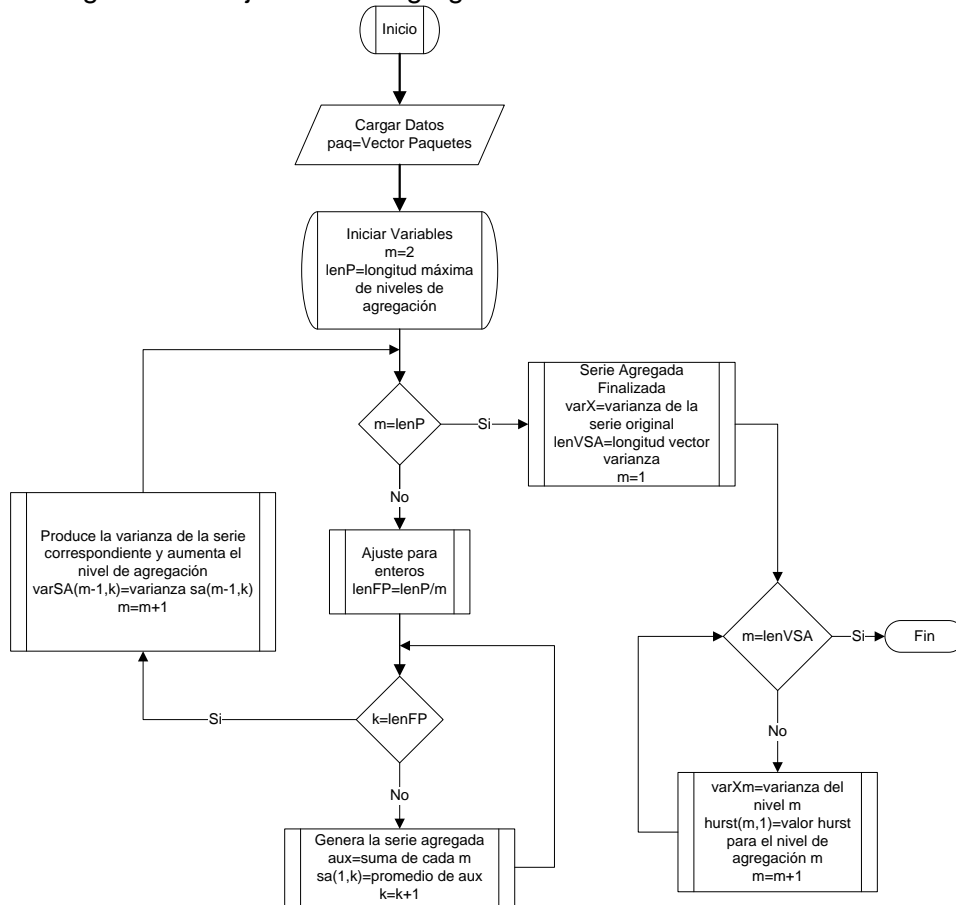 Inicio
Cargar Datos
paq=Vector Paquetes
Iniciar Variables
m=2
lenP=longitud máxima
de niveles de
agregación
m=lenP
Si
Serie Agregada
Finalizada
varX=varianza de la
serie original
lenVSA=longitud vector
varianza
m=1
No
Ajuste para
enteros
lenFP=lenP/m
Produce la varianza de la serie
correspondiente y aumenta el
nivel de agregación
varSA(m-1,k)=varianza sa(m-1,k)
m=m+1
k=lenFP
Si
No
Genera la serie agregada
aux=suma de cada m
sa(1,k)=promedio de aux
k=k+1
m=lenVSA
Si
Fin
No
varXm=varianza del
nivel m
hurst(m,1)=valor hurst
para el nivel de
agregación m
m=m+1